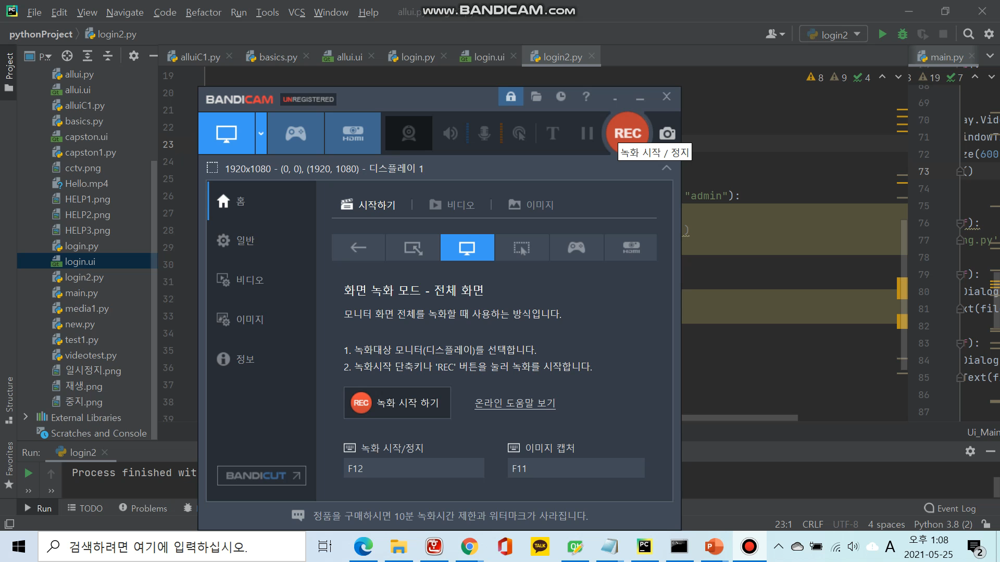 File Edit View Navigate Code Refactor Run Tools VCS Window Help
www.BANDICAM.com
pythonProject login2.py
login2
Project
P...
alluiC1.py basics.py allui.ui login.py login.ui login2.py main.py
8 9 4 19 7
allui.py
allui.ui
alluiC1.py
basics.py
capston.ui
capston1.py
cctv.png
Hello.mp4
HELP1.png
HELP2.png
HELP3.png
login.py
login.ui
login2.py
main.py
media1.py
new.py
test1.py
videotest.py
일시정지.png
재생.png
중지.png
External Libraries
Scratches and Console
Structure
Favorites
19
20
21
22
23
24
25
26
27
28
29
30
31
32
33
34
35
36
37
38
39
BANDICAM UNREGISTERED
HDMI
T
REC
녹화 시작 / 정지
1920x1080 - (0, 0), (1920, 1080) - 디스플레이 1
홈
일반
비디오
이미지
정보
BANDICUT
시작하기 비디오 이미지
HDMI
화면 녹화 모드 - 전체 화면
모니터 화면 전체를 녹화할 때 사용하는 방식입니다.
1. 녹화대상 모니터(디스플레이)를 선택합니다.
2. 녹화시작 단축키나 'REC' 버튼을 눌러 녹화를 시작합니다.
REC 녹화 시작 하기
온라인 도움말 보기
녹화 시작/정지 이미지 캡처
F12 F11
정품을 구매하시면 10분 녹화시간 제한과 워터마크가 사라집니다.
"admin"):
)
68
69
70 ay.Vid
71 indowT
72 ze(600
73 ()
74
75
76 f):
77 ng.py'
78
79 f):
80 Dialog
81 xt(fil
82
83 f):
84 Dialog
85 Text(f
86
87
Ui_Main
Run: login2
Process finished wit
Run TODO Problems
Event Log
23:1 CRLF UTF-8 4 spaces Python 3.8 (2)
검색하려면 여기에 입력하십시오.
TALK
Qt
PC
P
A
오후 1:08
2021-05-25
2